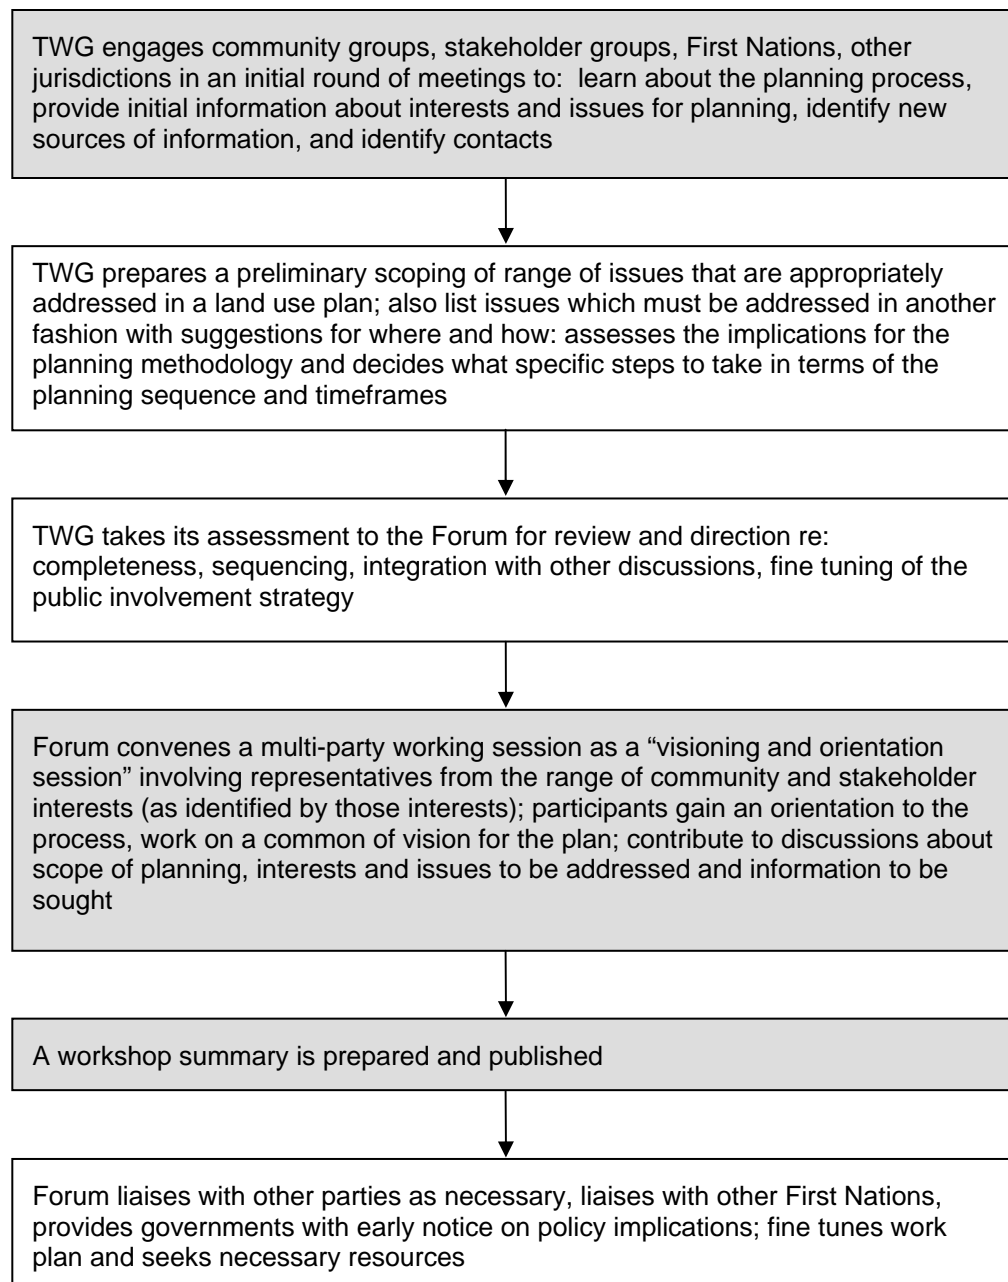 TWG engages community groups, stakeholder groups, First Nations, other
jurisdictions in an initial round of meetings to:  learn about the planning process,
provide initial information about interests and issues for planning, identify new
sources of information, and identify contacts
TWG prepares a preliminary scoping of range of issues that are appropriately
addressed in a land use plan; also list issues which must be addressed in another
fashion with suggestions for where and how: assesses the implications for the
planning methodology and decides what specific steps to take in terms of the
planning sequence and timeframes
TWG takes its assessment to the Forum for review and direction re:
completeness, sequencing, integration with other discussions, fine tuning of the
public involvement strategy
Forum convenes a multi-party working session as a “visioning and orientation
session” involving representatives from the range of community and stakeholder
interests (as identified by those interests); participants gain an orientation to the
process, work on a common of vision for the plan; contribute to discussions about
scope of planning, interests and issues to be addressed and information to be
sought
A workshop summary is prepared and published
Forum liaises with other parties as necessary, liaises with other First Nations,
provides governments with early notice on policy implications; fine tunes work
plan and seeks necessary resources